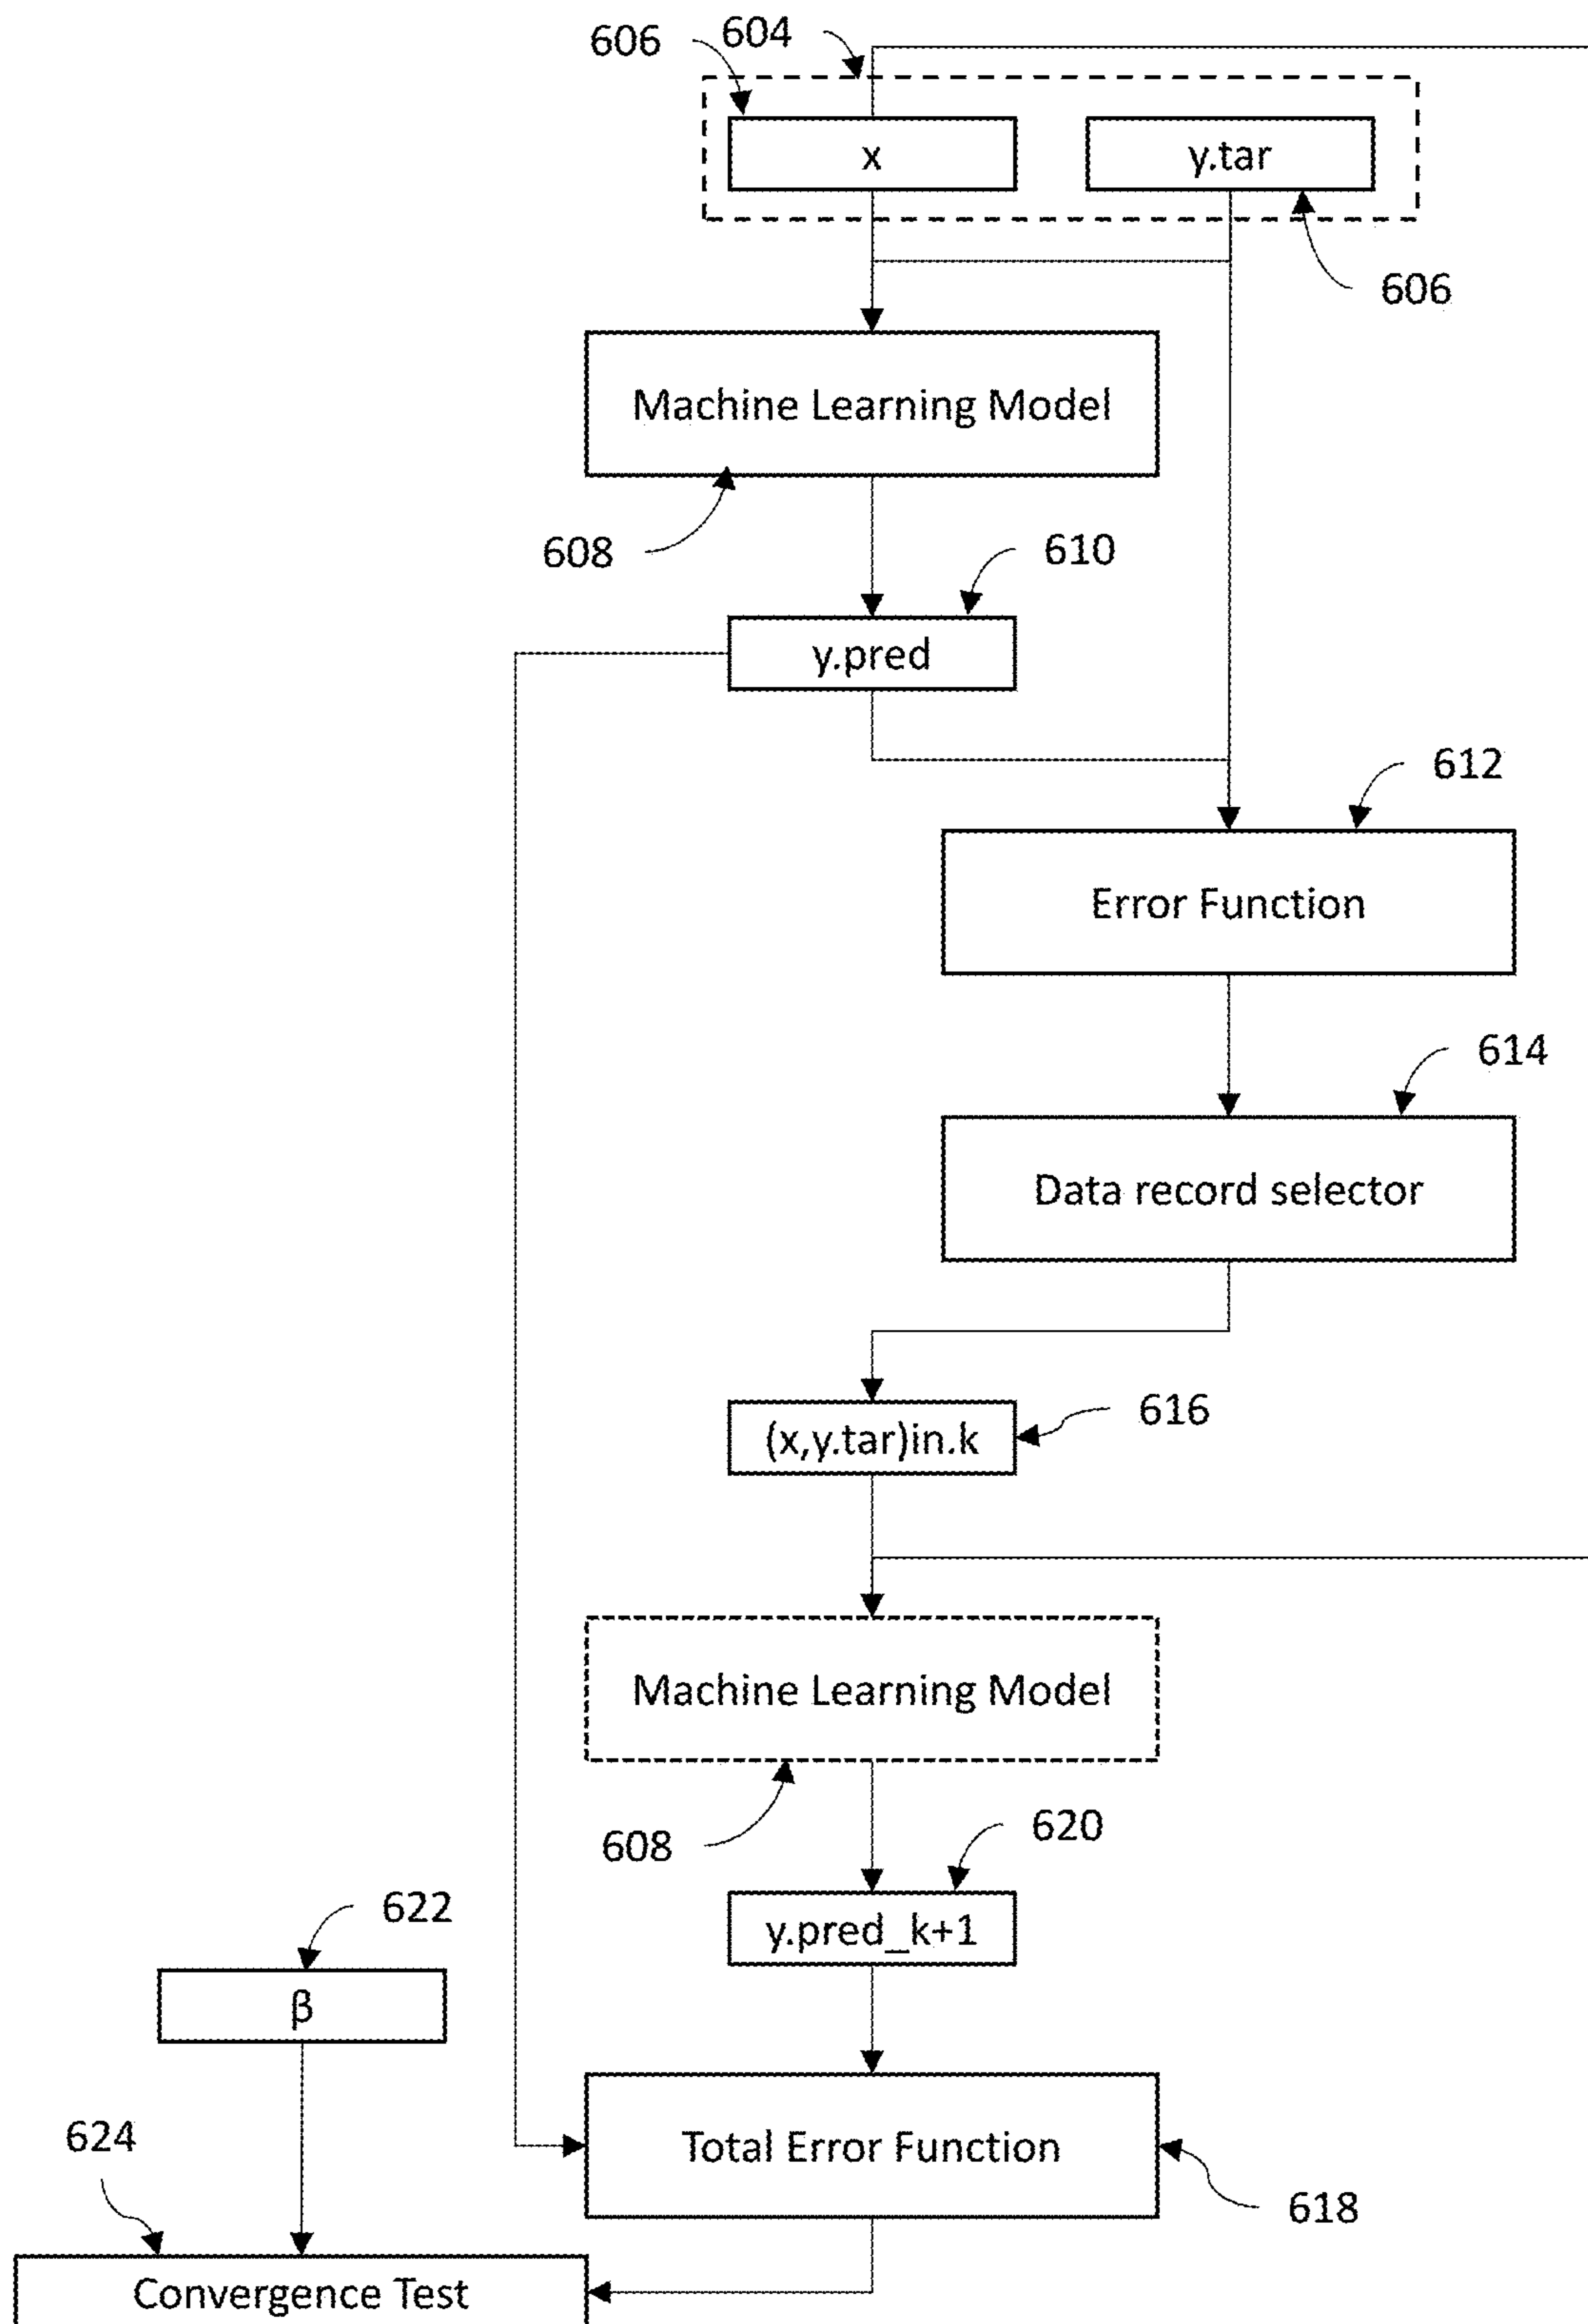 606 604
x
y.tar
606
Machine Learning Model
608
610
y.pred
612
Error Function
614
Data record selector
616
(x,y.tar)in.k
Machine Learning Model
608
620
y.pred_k+1
622
β
624
Total Error Function
618
Convergence Test